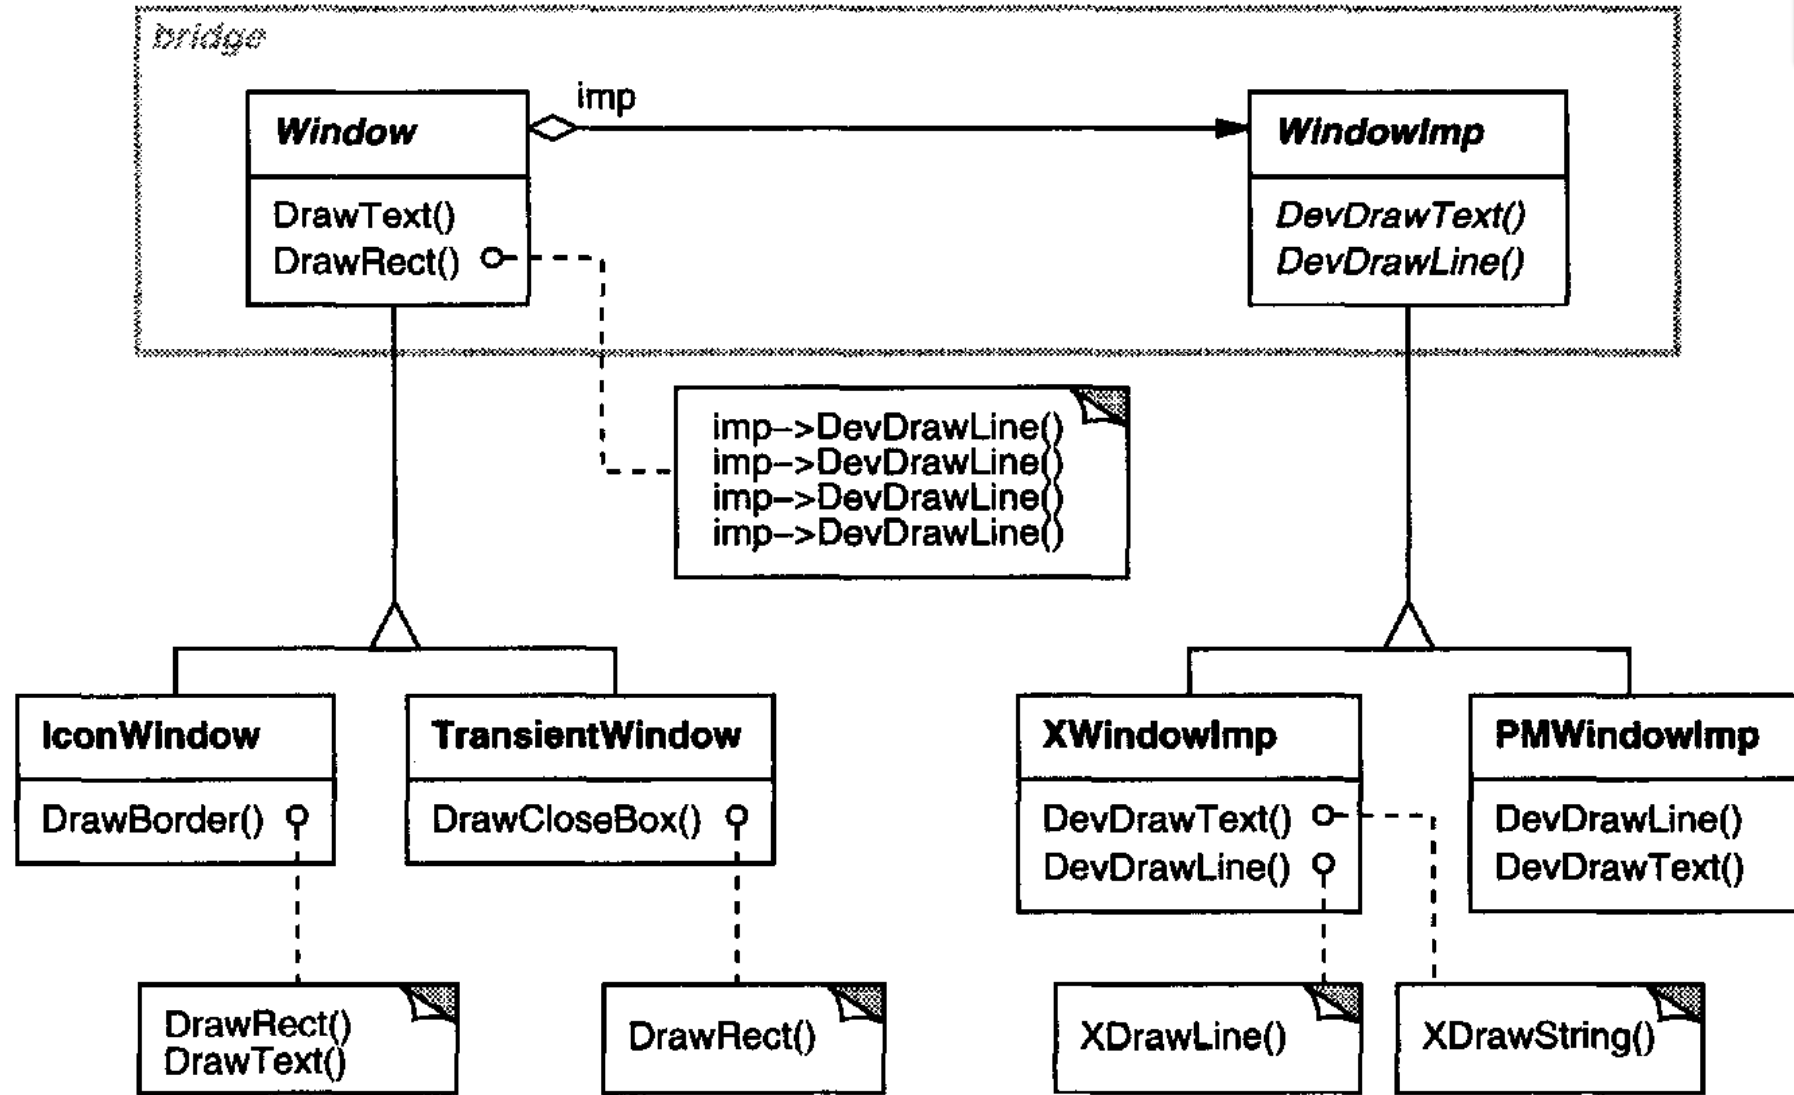 bridge
imp
Window
WindowImp
DrawText()
DrawRect()
DevDrawText()
DevDrawLine()
imp->DevDrawLine()
imp->DevDrawLine()
imp->DevDrawLine()
imp->DevDrawLine()
IconWindow
DrawBorder()
TransientWindow
DrawCloseBox()
XWindowImp
DevDrawText()
DevDrawLine()
PMWindowImp
DevDrawLine()
DevDrawText()
DrawRect()
DrawText()
DrawRect()
XDrawLine()
XDrawString()